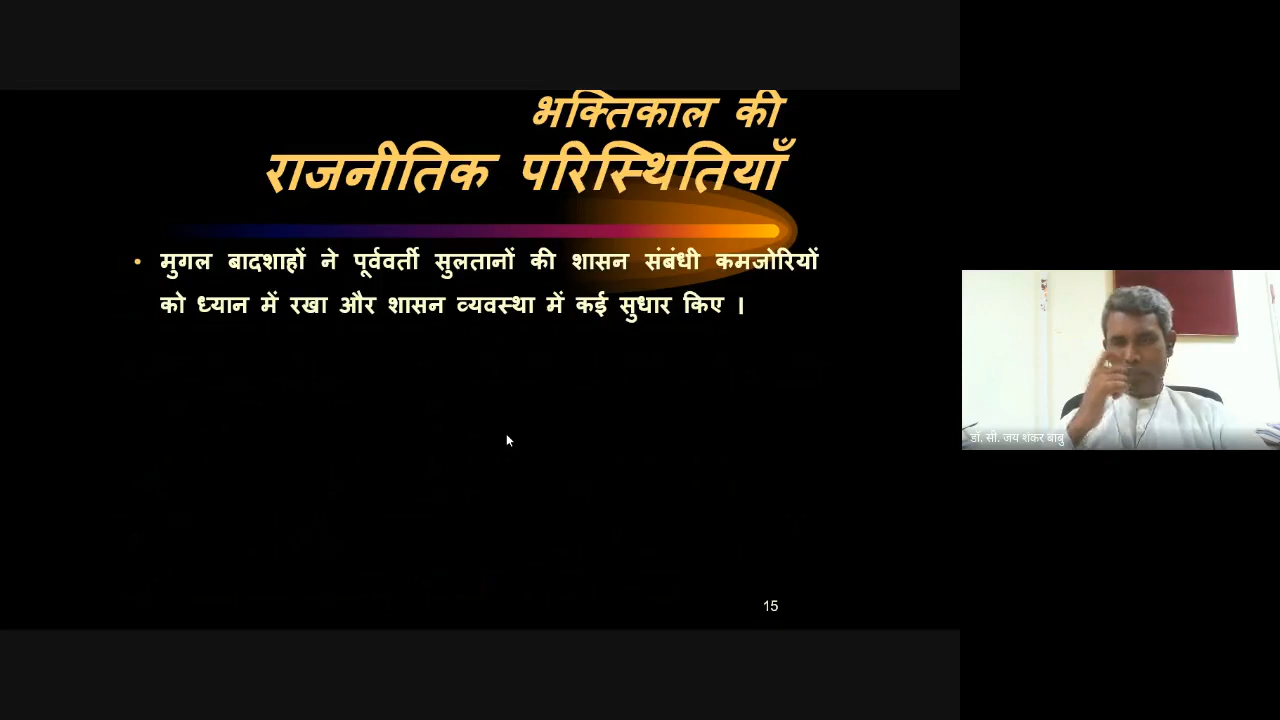 भक्तिकाल की
राजनीतिक परिस्थितियाँ
• मुगल बादशाहों ने पूर्ववर्ती सुलतानों की शासन संबंधी कमजोरियों
को ध्यान में रखा और शासन व्यवस्था में कई सुधार किए ।
15
डॉ. सी. जय शंकर बाबु